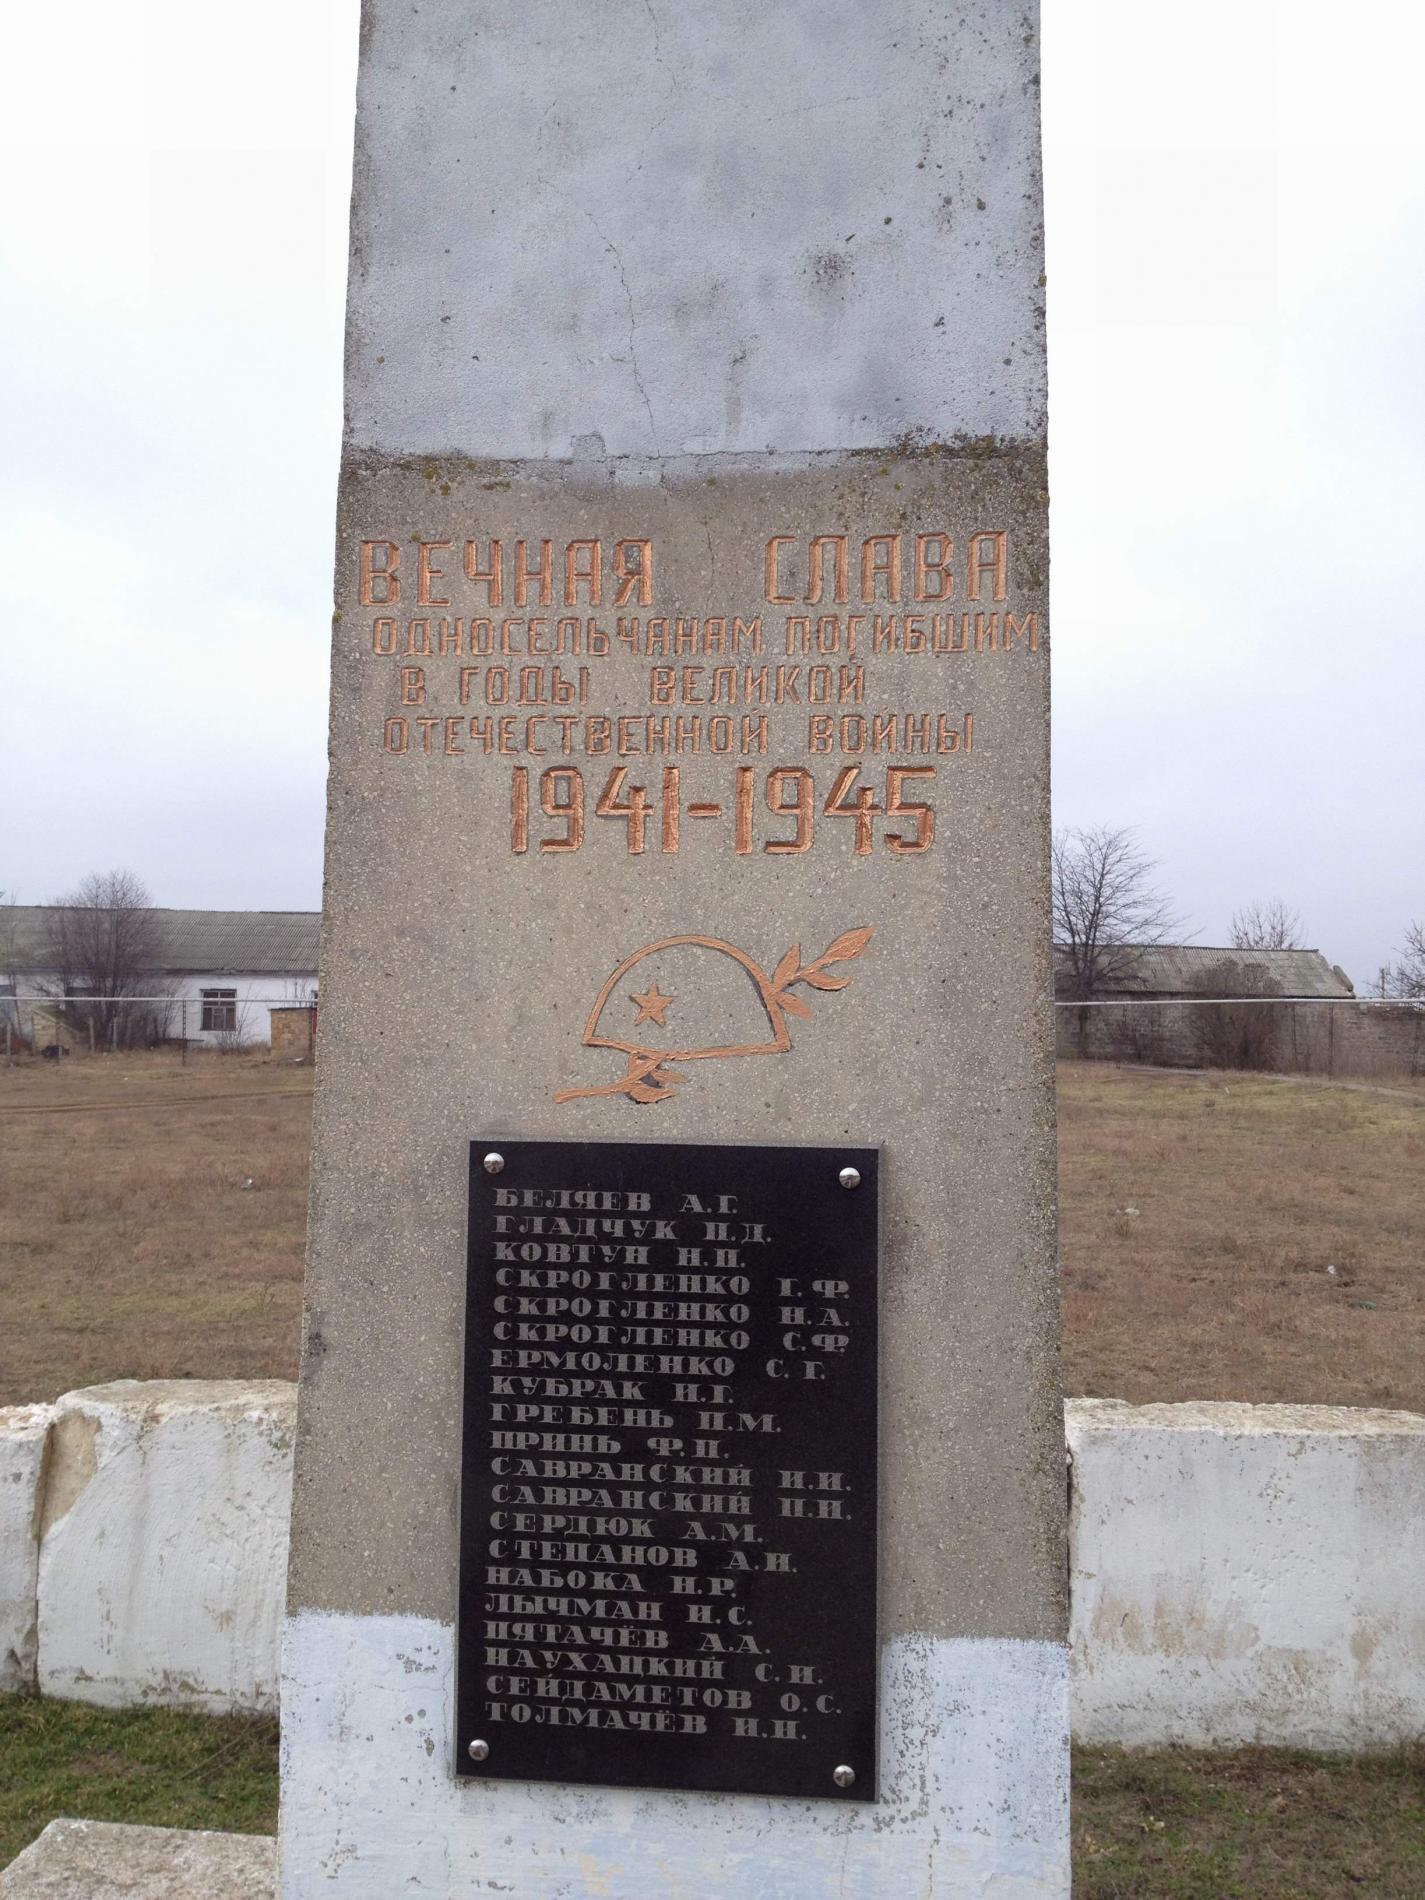 ВЕЧНАЯ СЛАВА
ОДНОСЕЛЬЧАНАМ ПОГИБШИМ
В ГОДЫ ВЕЛИКОЙ
ОТЕЧЕСТВЕННОЙ ВОЙНЫ
1941-1945
БЕЛЯЕВ А.Г.
ГЛАДЧУК П.Д.
КОВТУН Н.П.
СКРОГЛЕНКО Г.Ф.
СКРОГЛЕНКО Н.А.
СКРОГЛЕНКО С.Ф.
ЕРМОЛЕНКО С.Г.
КУБРАК И.Г.
ГРЕБЕНЬ П.М.
ПРИНЬ Ф.П.
САВРАНСКИЙ И.И.
САВРАНСКИЙ П.И.
СЕРДЮК А.М.
СТЕПАНОВ А.И.
НАБОКА Н.Р.
ЛЫЧМАН И.С.
ПЯТАЧЁВ А.А.
НАУХАЦКИЙ С.И.
СЕЙДАМЕТОВ О.С.
ТОЛМАЧЁВ И.Н.